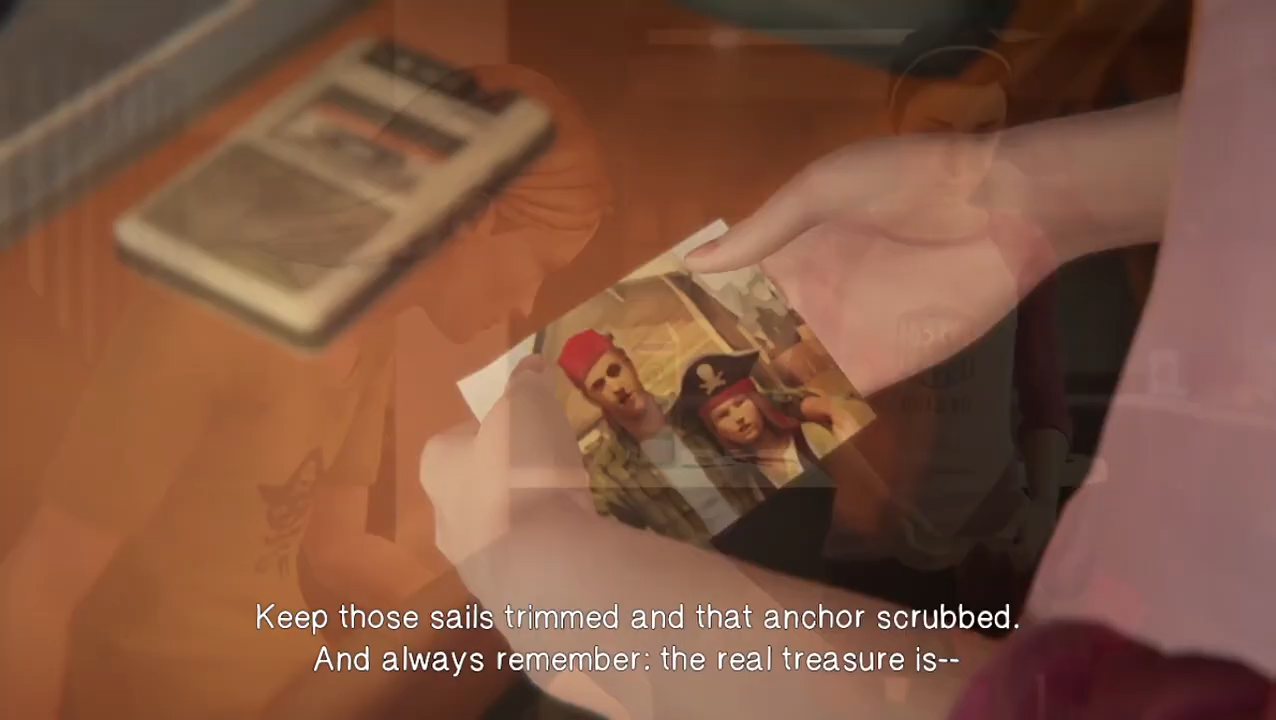 Keep those sails trimmed and that anchor scrubbed.
And always remember: the real treasure is--